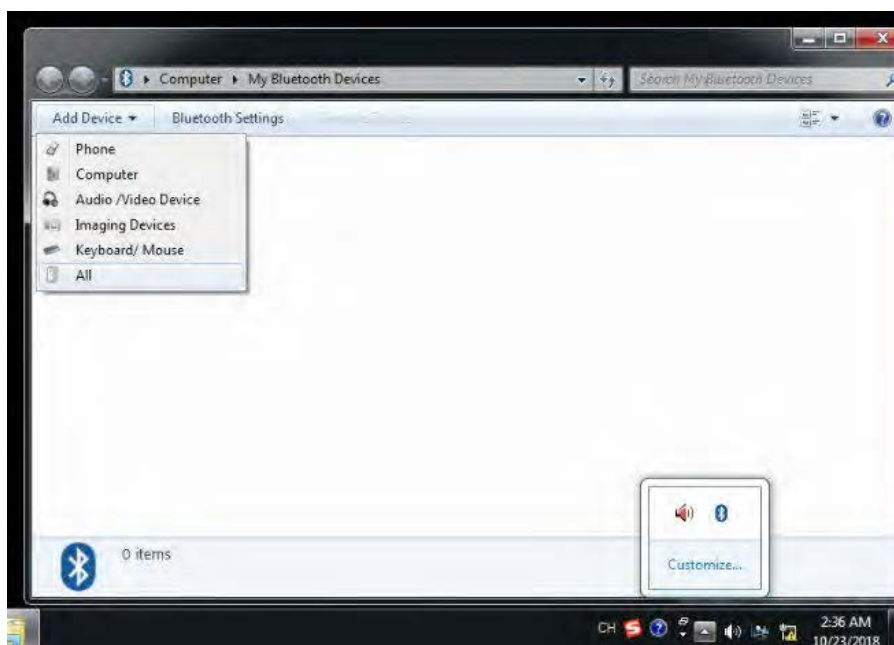 Computer ▸ My Bluetooth Devices
Search My Bluetooth Devices
Add Device
Bluetooth Settings
Phone
Computer
Audio /Video Device
Imaging Devices
Keyboard/ Mouse
All
0 items
Customize...
CH
2:36 AM
10/23/2018